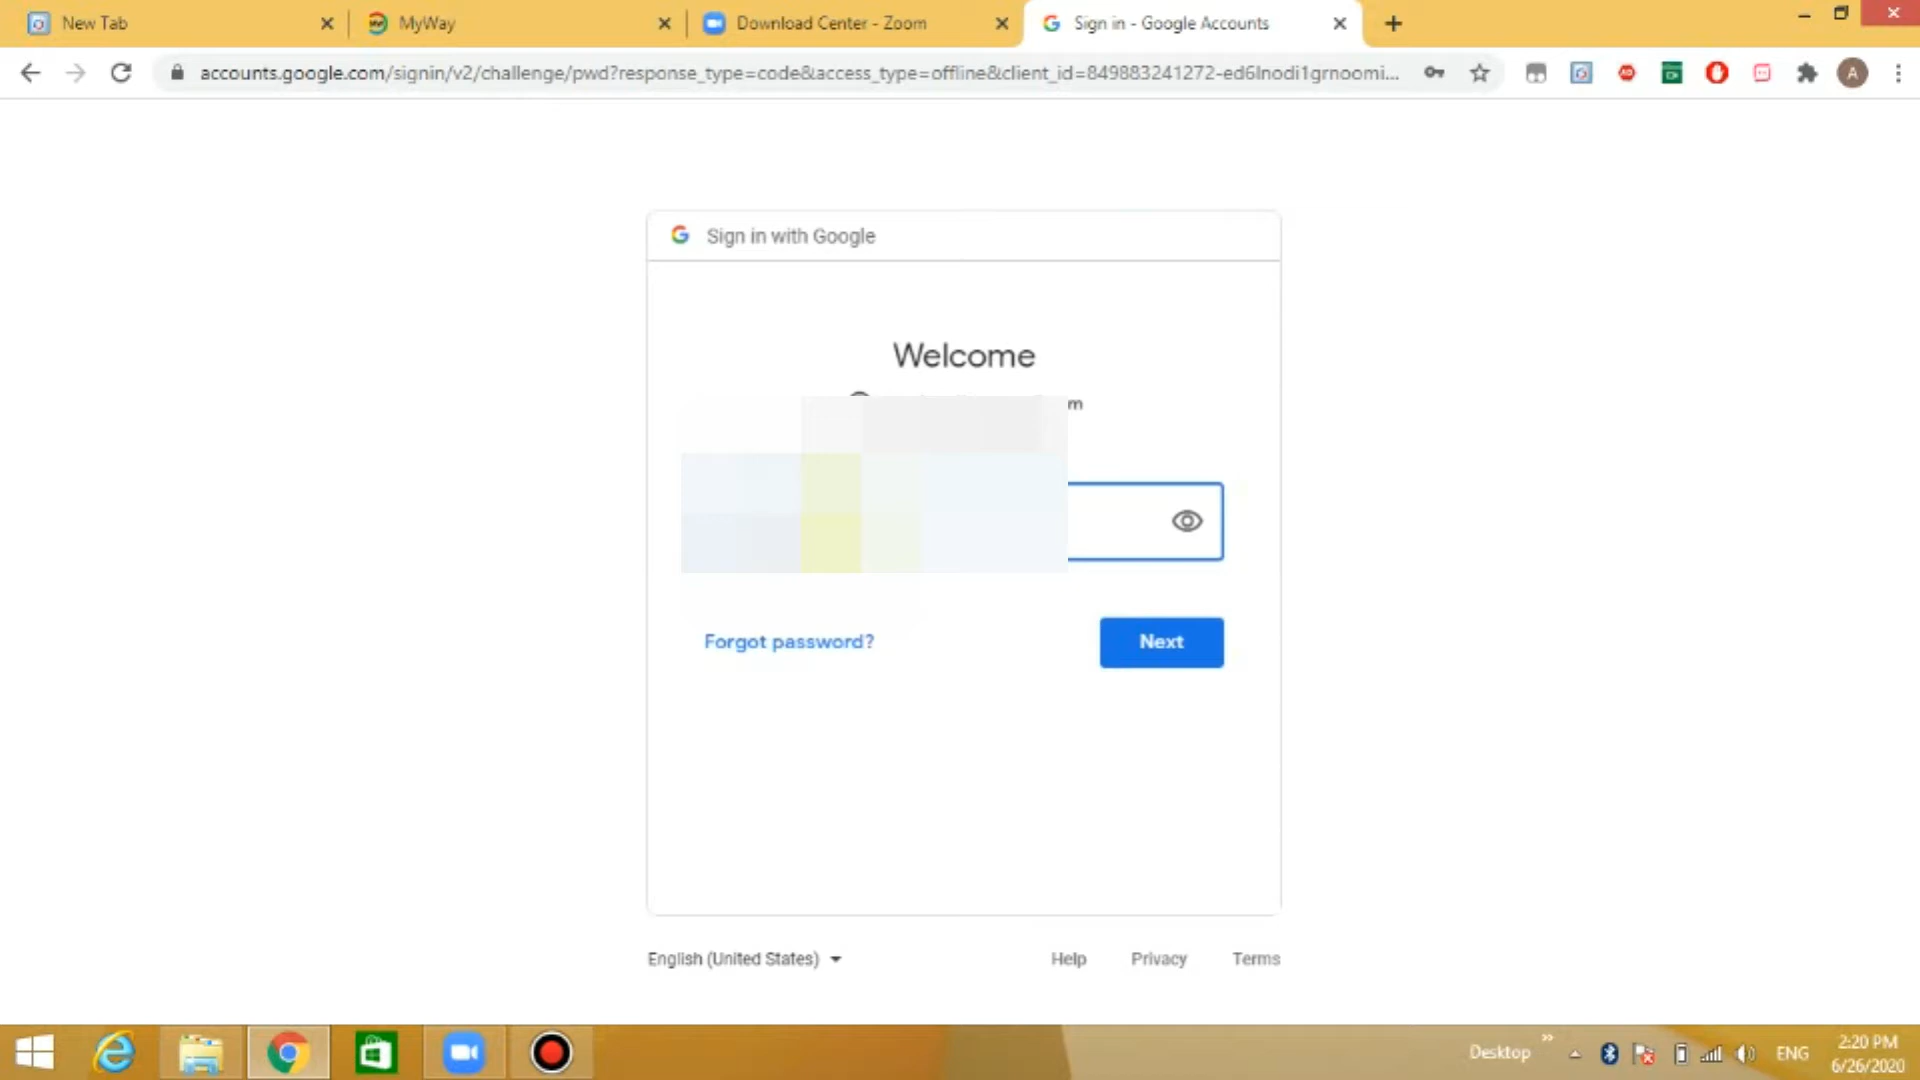 New Tab
MyWay
Download Center - Zoom
Sign in - Google Accounts
accounts.google.com/signin/v2/challenge/pwd?response_type=code&access_type=offline&client_id=849883241272-ed6lnodi1grnoomi...
A
Sign in with Google
Welcome
m
Forgot password?
Next
English (United States)
Help
Privacy
Terms
Desktop
ENG
2:20 PM
6/26/2020